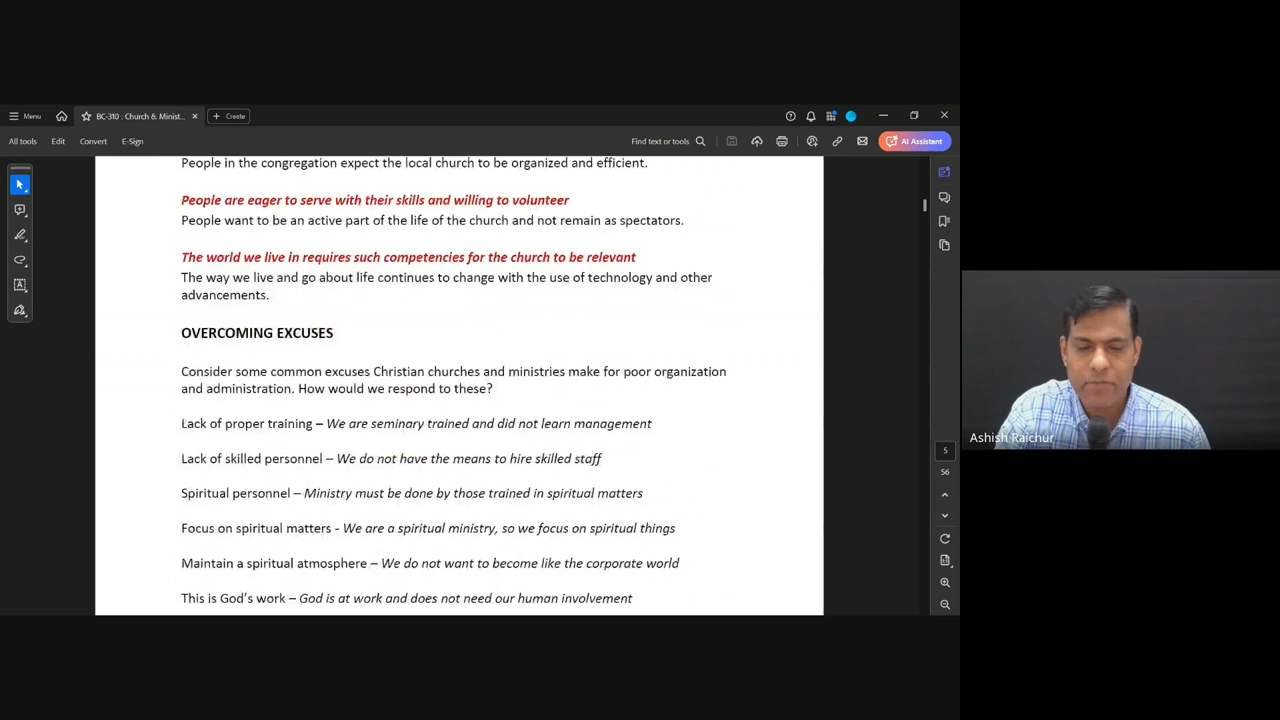 Menu
BC-310 : Church & Minist...
Create
All tools
Edit
Convert
E-Sign
Find text or tools
AI Assistant
People in the congregation expect the local church to be organized and efficient.
People are eager to serve with their skills and willing to volunteer
People want to be an active part of the life of the church and not remain as spectators.
The world we live in requires such competencies for the church to be relevant
The way we live and go about life continues to change with the use of technology and other
advancements.
OVERCOMING EXCUSES
Consider some common excuses Christian churches and ministries make for poor organization
and administration. How would we respond to these?
Lack of proper training – We are seminary trained and did not learn management
Lack of skilled personnel – We do not have the means to hire skilled staff
Spiritual personnel – Ministry must be done by those trained in spiritual matters
Focus on spiritual matters - We are a spiritual ministry, so we focus on spiritual things
Maintain a spiritual atmosphere – We do not want to become like the corporate world
This is God's work – God is at work and does not need our human involvement
5
56
Ashish Raichur